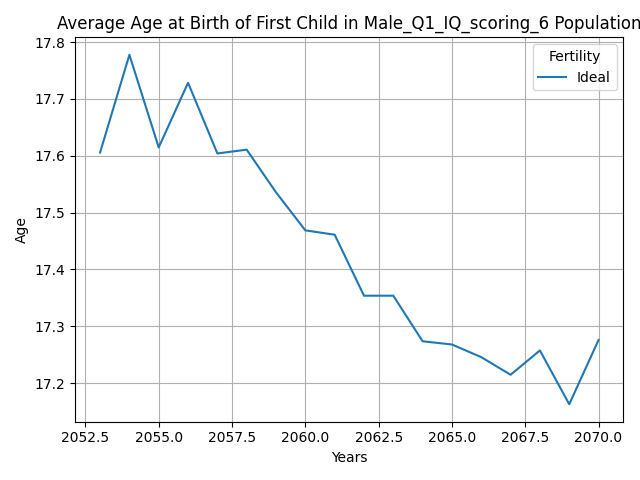 Average Age at Birth of First Child in Male_Q1_IQ_scoring_6 Population
17.8
17.7
17.6
17.5
17.4
17.3
17.2
Age
Fertility
Ideal
2052.5 2055.0 2057.5 2060.0 2062.5 2065.0 2067.5 2070.0
Years